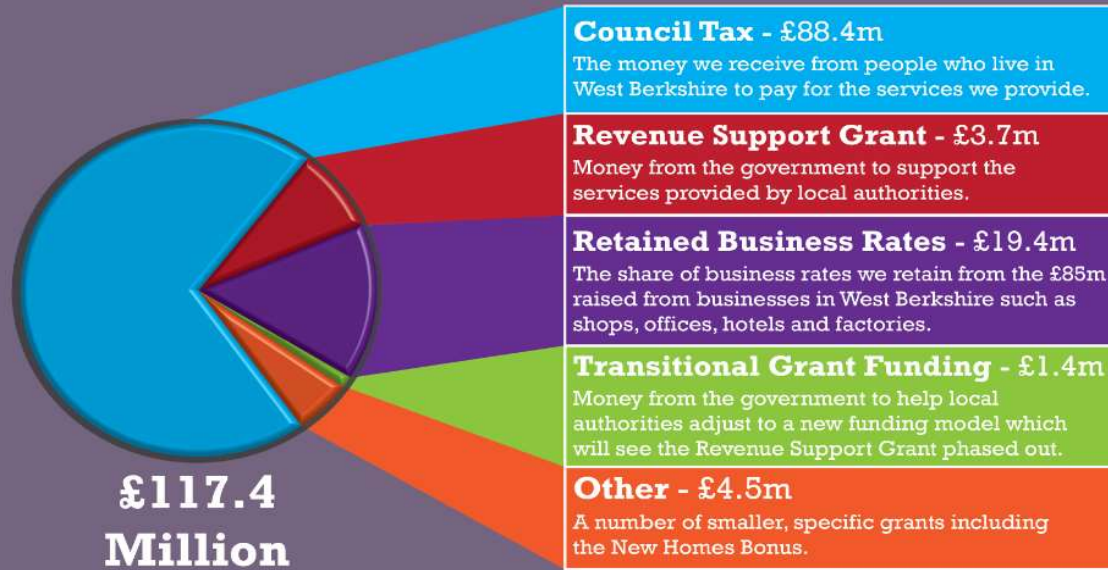 Council Tax - £88.4m
The money we receive from people who live in
West Berkshire to pay for the services we provide.
Revenue Support Grant - £3.7m
Money from the government to support the
services provided by local authorities.
Retained Business Rates - £19.4m
The share of business rates we retain from the £85m
raised from businesses in West Berkshire such as
shops, offices, hotels and factories.
Transitional Grant Funding - £1.4m
Money from the government to help local
authorities adjust to a new funding model which
will see the Revenue Support Grant phased out.
Other - £4.5m
A number of smaller, specific grants including
the New Homes Bonus.
£117.4
Million